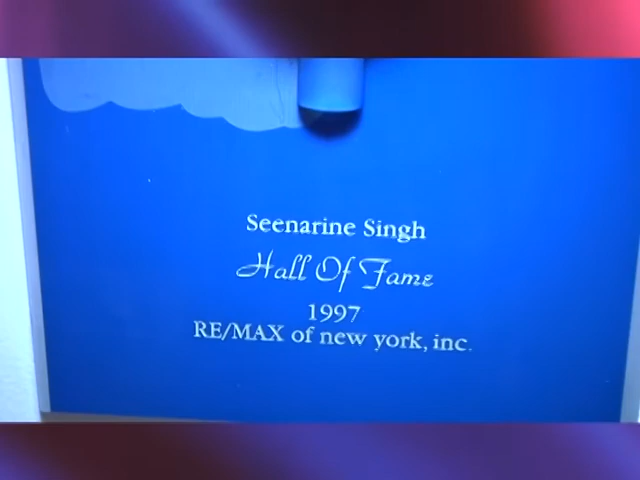 Seenarine Singh
Hall Of Fame
1997
RE/MAX of new york, inc.